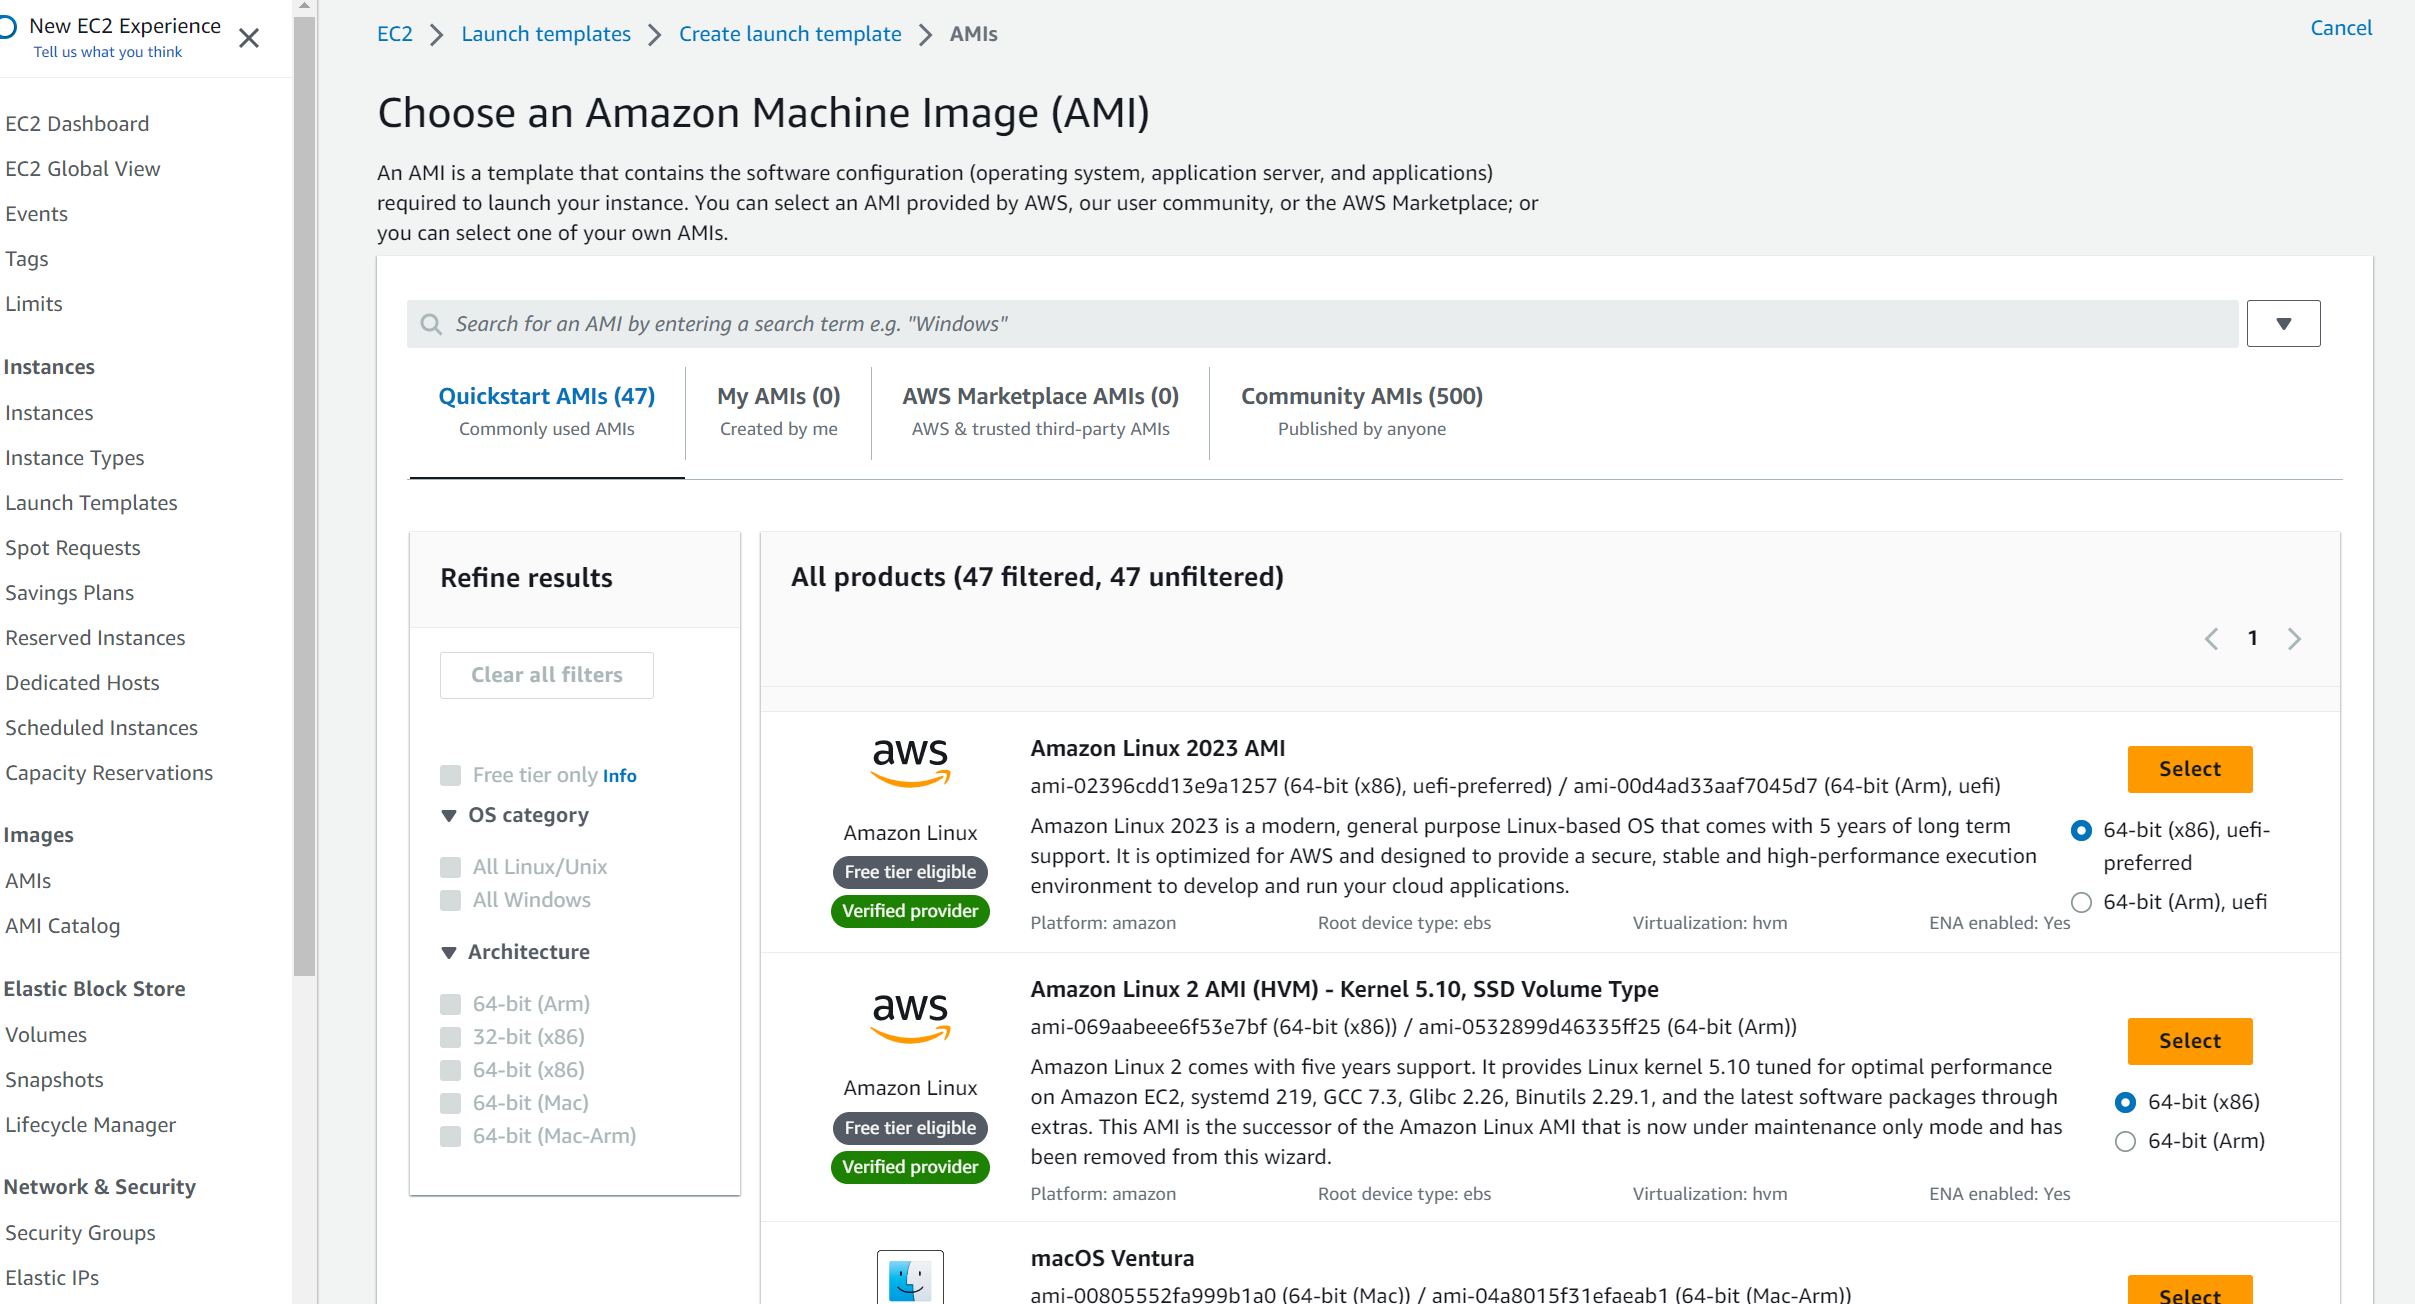 New EC2 Experience
Tell us what you think
EC2 Dashboard
EC2 Global View
Events
Tags
Limits
Instances
Instances
Instance Types
Launch Templates
Spot Requests
Savings Plans
Reserved Instances
Dedicated Hosts
Scheduled Instances
Capacity Reservations
Images
AMIs
AMI Catalog
Elastic Block Store
Volumes
Snapshots
Lifecycle Manager
Network & Security
Security Groups
Elastic IPs
EC2 Launch templates Create launch template AMIs
Cancel
Choose an Amazon Machine Image (AMI)
An AMI is a template that contains the software configuration (operating system, application server, and applications)
required to launch your instance. You can select an AMI provided by AWS, our user community, or the AWS Marketplace; or
you can select one of your own AMIs.
Search for an AMI by entering a search term e.g. "Windows"
Quickstart AMIs (47)
Commonly used AMIs
My AMIs (0)
Created by me
AWS Marketplace AMIs (0)
AWS & trusted third-party AMIs
Community AMIs (500)
Published by anyone
Refine results
Clear all filters
Free tier only Info
OS category
All Linux/Unix
All Windows
Architecture
64-bit (Arm)
32-bit (x86)
64-bit (x86)
64-bit (Mac)
64-bit (Mac-Arm)
All products (47 filtered, 47 unfiltered)
1
aws
Amazon Linux
Free tier eligible
Verified provider
Amazon Linux 2023 AMI
ami-02396cdd13e9a1257 (64-bit (x86), uefi-preferred) / ami-00d4ad33aaf7045d7 (64-bit (Arm), uefi)
Amazon Linux 2023 is a modern, general purpose Linux-based OS that comes with 5 years of long term
support. It is optimized for AWS and designed to provide a secure, stable and high-performance execution
environment to develop and run your cloud applications.
Platform: amazon Root device type: ebs Virtualization: hvm ENA enabled: Yes
Select
64-bit (x86), uefi-
preferred
64-bit (Arm), uefi
aws
Amazon Linux
Free tier eligible
Verified provider
Amazon Linux 2 AMI (HVM) - Kernel 5.10, SSD Volume Type
ami-069aabeee6f53e7bf (64-bit (x86)) / ami-0532899d46335ff25 (64-bit (Arm))
Amazon Linux 2 comes with five years support. It provides Linux kernel 5.10 tuned for optimal performance
on Amazon EC2, systemd 219, GCC 7.3, Glibc 2.26, Binutils 2.29.1, and the latest software packages through
extras. This AMI is the successor of the Amazon Linux AMI that is now under maintenance only mode and has
been removed from this wizard.
Platform: amazon Root device type: ebs Virtualization: hvm ENA enabled: Yes
Select
64-bit (x86)
64-bit (Arm)
macOS Ventura
ami-00805552fa999b1a0 (64-bit (Mac)) / ami-04a8015f31efaeab1 (64-bit (Mac-Arm))
Select